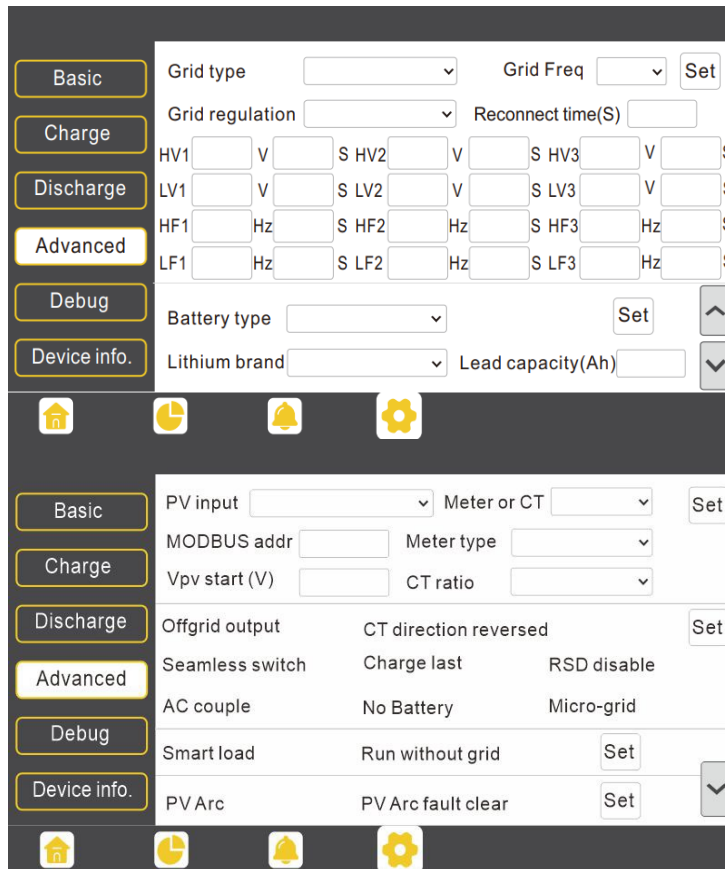 Basic
Charge
Discharge
Advanced
Debug
Device info.
Grid type Grid Freq Set
Grid regulation Reconnect time(S)
HV1 V S HV2 V S HV3 V S
LV1 V S LV2 V S LV3 V S
HF1 Hz S HF2 Hz S HF3 Hz S
LF1 Hz S LF2 Hz S LF3 Hz S
Battery type Set
Lithium brand Lead capacity(Ah)
Basic
Charge
Discharge
Advanced
Debug
Device info.
PV input Meter or CT Set
MODBUS addr Meter type
Vpv start (V) CT ratio
Offgrid output CT direction reversed Set
Seamless switch Charge last RSD disable
AC couple No Battery Micro-grid
Smart load Run without grid Set
PV Arc PV Arc fault clear Set